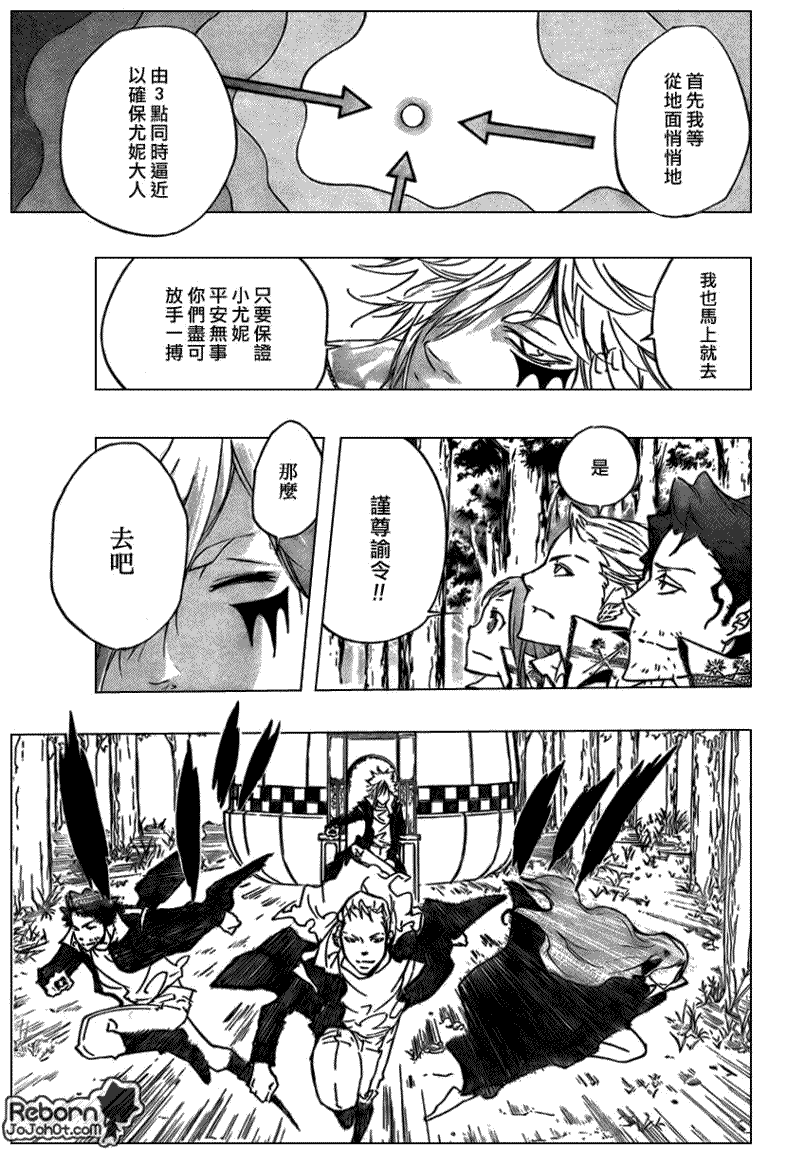 首先我等
從地面悄悄地
由3點同時逼近
以確保尤妮大人
我也馬上就去
只要保證
小尤妮
平安無事
你們盡可
放手一搏
是
謹尊諭令!!
那麼
去吧
Reborn
JoJoHOt.com